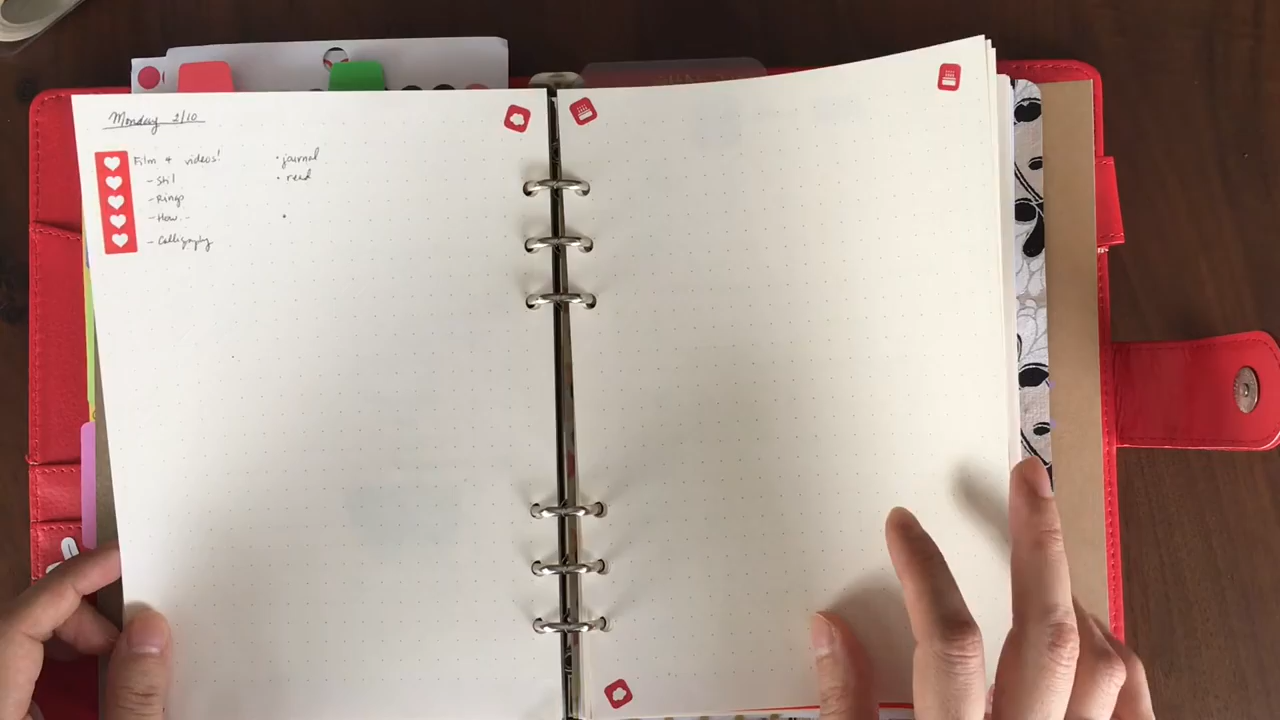 Monday 2/10
Film & videos!
- Stil
- Rings
- How..
- Calligraphy
• journal
• read
•